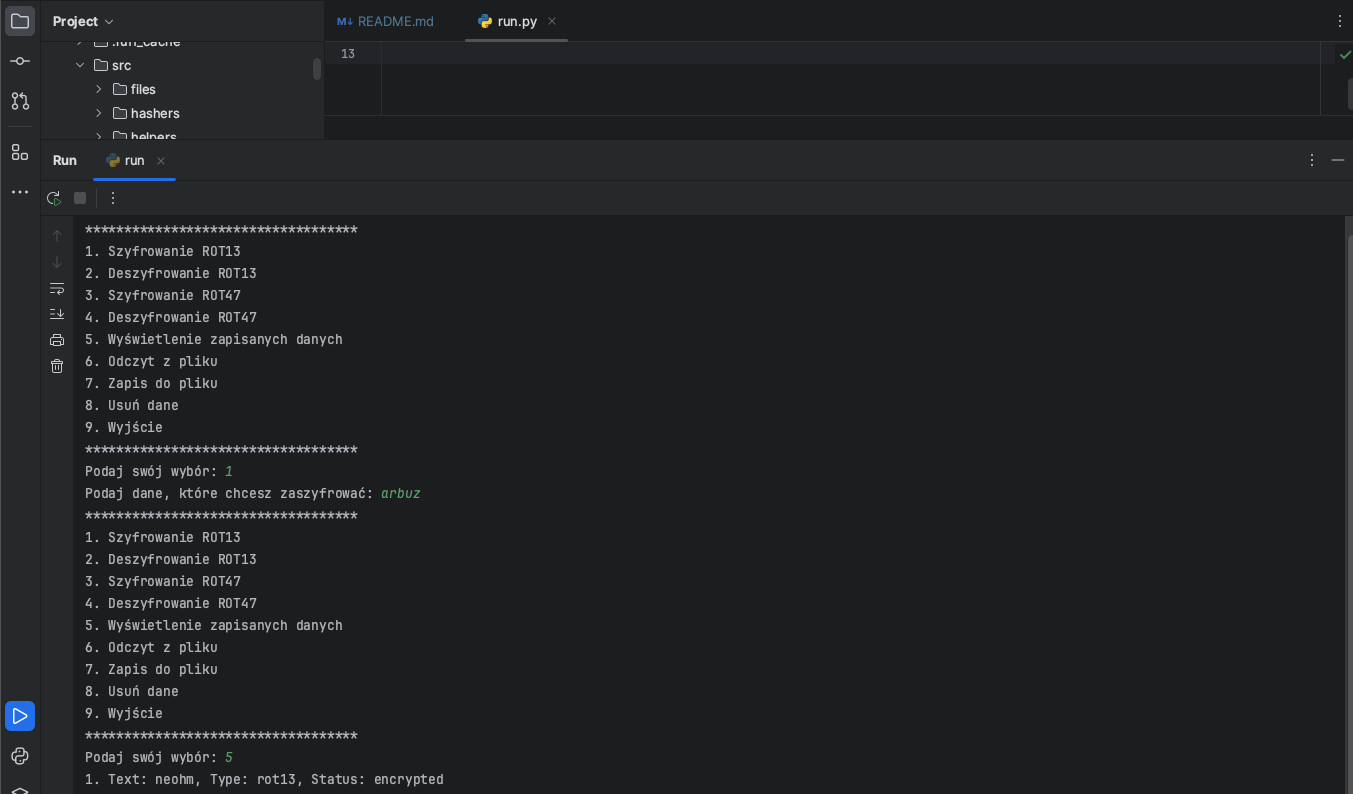 Project
README.md
run.py
.run_cache
src
files
hashers
helpers
13
Run
run
***********************************
1. Szyfrowanie ROT13
2. Deszyfrowanie ROT13
3. Szyfrowanie ROT47
4. Deszyfrowanie ROT47
5. Wyświetlenie zapisanych danych
6. Odczyt z pliku
7. Zapis do pliku
8. Usuń dane
9. Wyjście
***********************************
Podaj swój wybór: 1
Podaj dane, które chcesz zaszyfrować: arbuz
***********************************
1. Szyfrowanie ROT13
2. Deszyfrowanie ROT13
3. Szyfrowanie ROT47
4. Deszyfrowanie ROT47
5. Wyświetlenie zapisanych danych
6. Odczyt z pliku
7. Zapis do pliku
8. Usuń dane
9. Wyjście
***********************************
Podaj swój wybór: 5
1. Text: neohm, Type: rot13, Status: encrypted